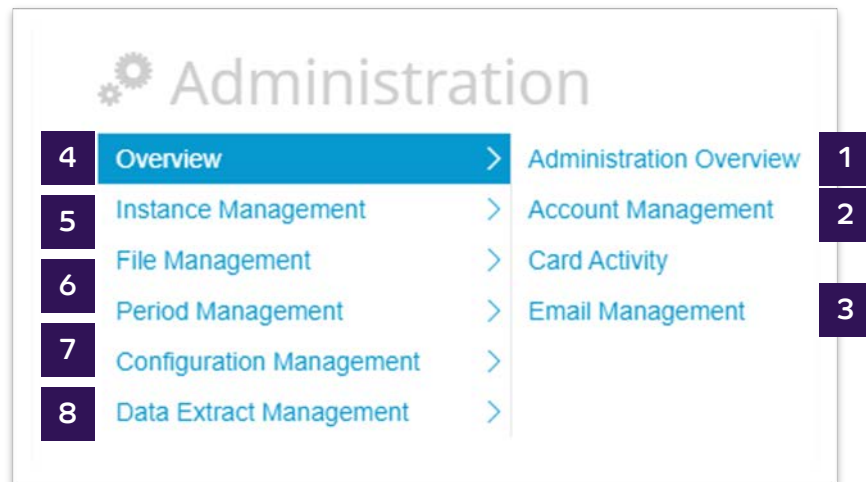 Administration
4 Overview Administration Overview 1
5 Instance Management Account Management 2
File Management Card Activity
6
Period Management Email Management 3
7
Configuration Management
8 Data Extract Management